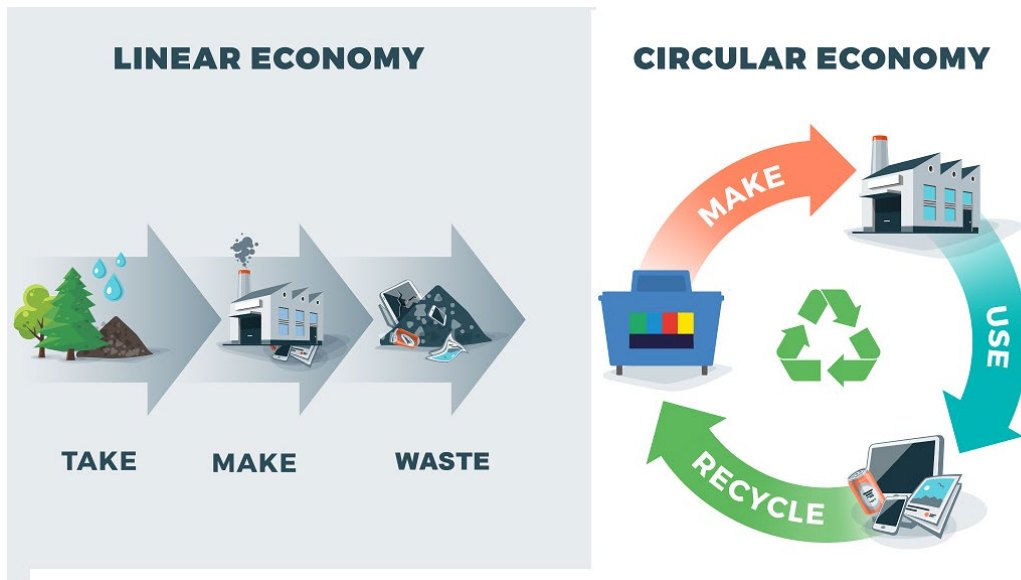 LINEAR ECONOMY
TAKE
MAKE
WASTE
CIRCULAR ECONOMY
MAKE
USE
RECYCLE